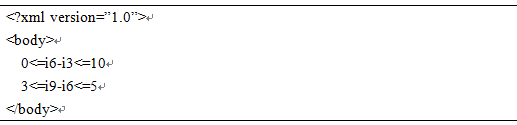 <?xml version=”1.0”>
<body>
0<=i6-i3<=10
3<=i9-i6<=5
</body>